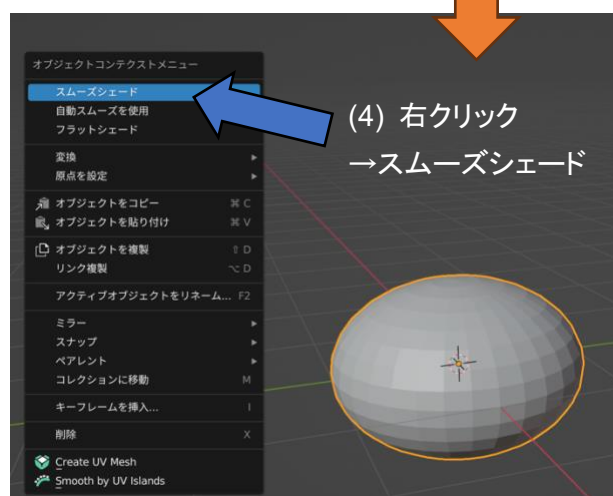 オブジェクトコンテクストメニュー
スムーズシェード
自動スムーズを使用
フラットシェード
変換
原点を設定
オブジェクトをコピー ⌘ C
オブジェクトを貼り付け ⌘ V
オブジェクトを複製 ⇧ D
リンク複製 ⌥ D
アクティブオブジェクトをリネーム... F2
ミラー
スナップ
ペアレント
コレクションに移動 M
キーフレームを挿入... I
削除 X
Create UV Mesh
Smooth by UV Islands
(4) 右クリック
→スムーズシェード